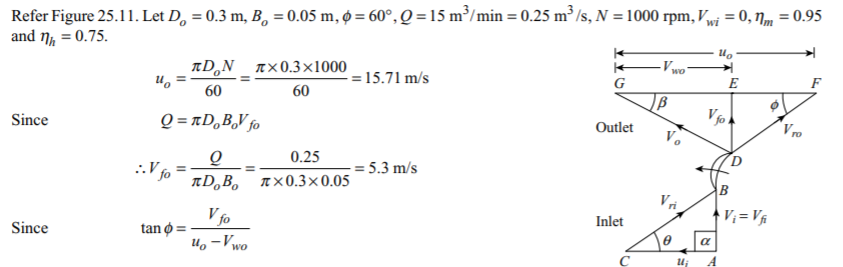 Refer Figure 25.11. Let D_o = 0.3 m, B_o = 0.05 m, ϕ = 60°, Q = 15 m³/min = 0.25 m³/s, N = 1000 rpm, V_wi = 0, η_m = 0.95
and η_h = 0.75.
u_o = πD_oN/60 = π×0.3×1000/60 = 15.71 m/s
Since Q = πD_oB_oV_fo
∴ V_fo = Q/πD_oB_o = 0.25/π×0.3×0.05 = 5.3 m/s
Since tan ϕ = V_fo/u_o − V_wo
u_o
V_wo
G E F
β ϕ
V_fo
Outlet
V_o V_ro
D
B
V_ri
Inlet V_i = V_fi
θ α
C u_i A